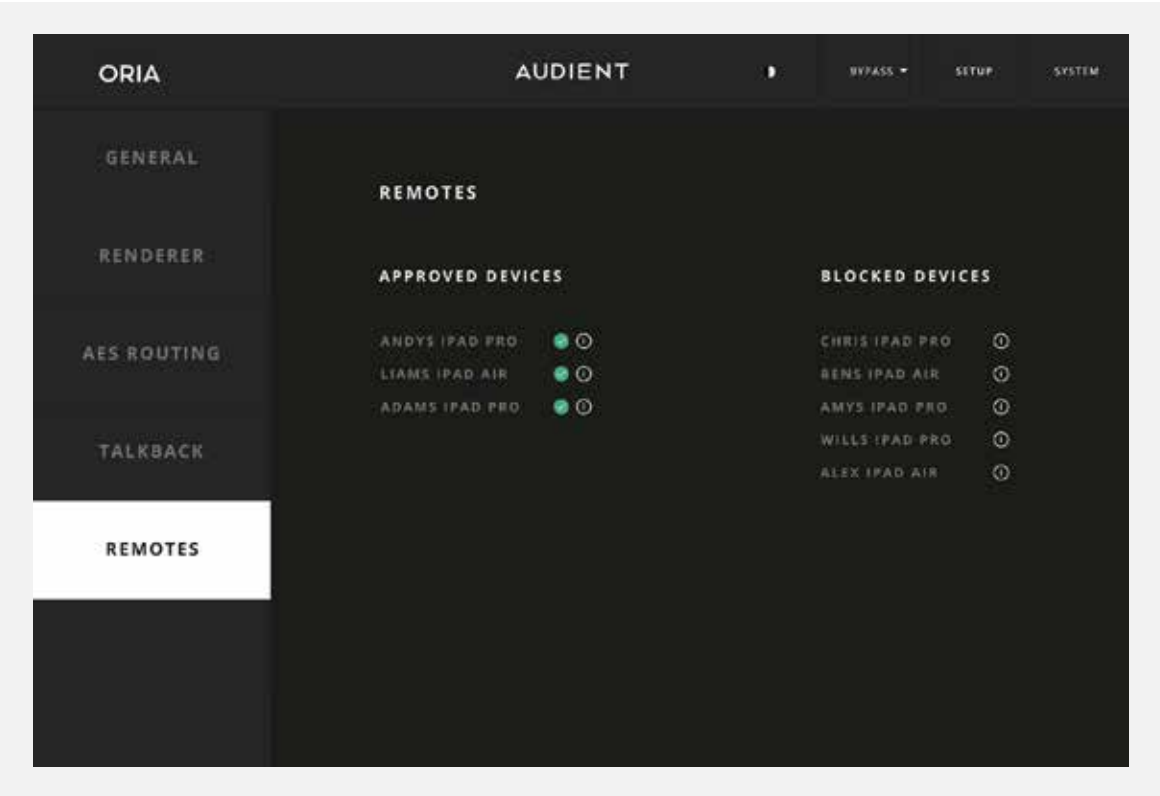 ORIA
AUDIENT
BYPASS
SETUP
SYSTEM
GENERAL
RENDERER
AES ROUTING
TALKBACK
REMOTES
REMOTES
APPROVED DEVICES
ANDYS IPAD PRO
LIAMS IPAD AIR
ADAMS IPAD PRO
BLOCKED DEVICES
CHRIS IPAD PRO
BENS IPAD AIR
AMYS IPAD PRO
WILLS IPAD PRO
ALEX IPAD AIR